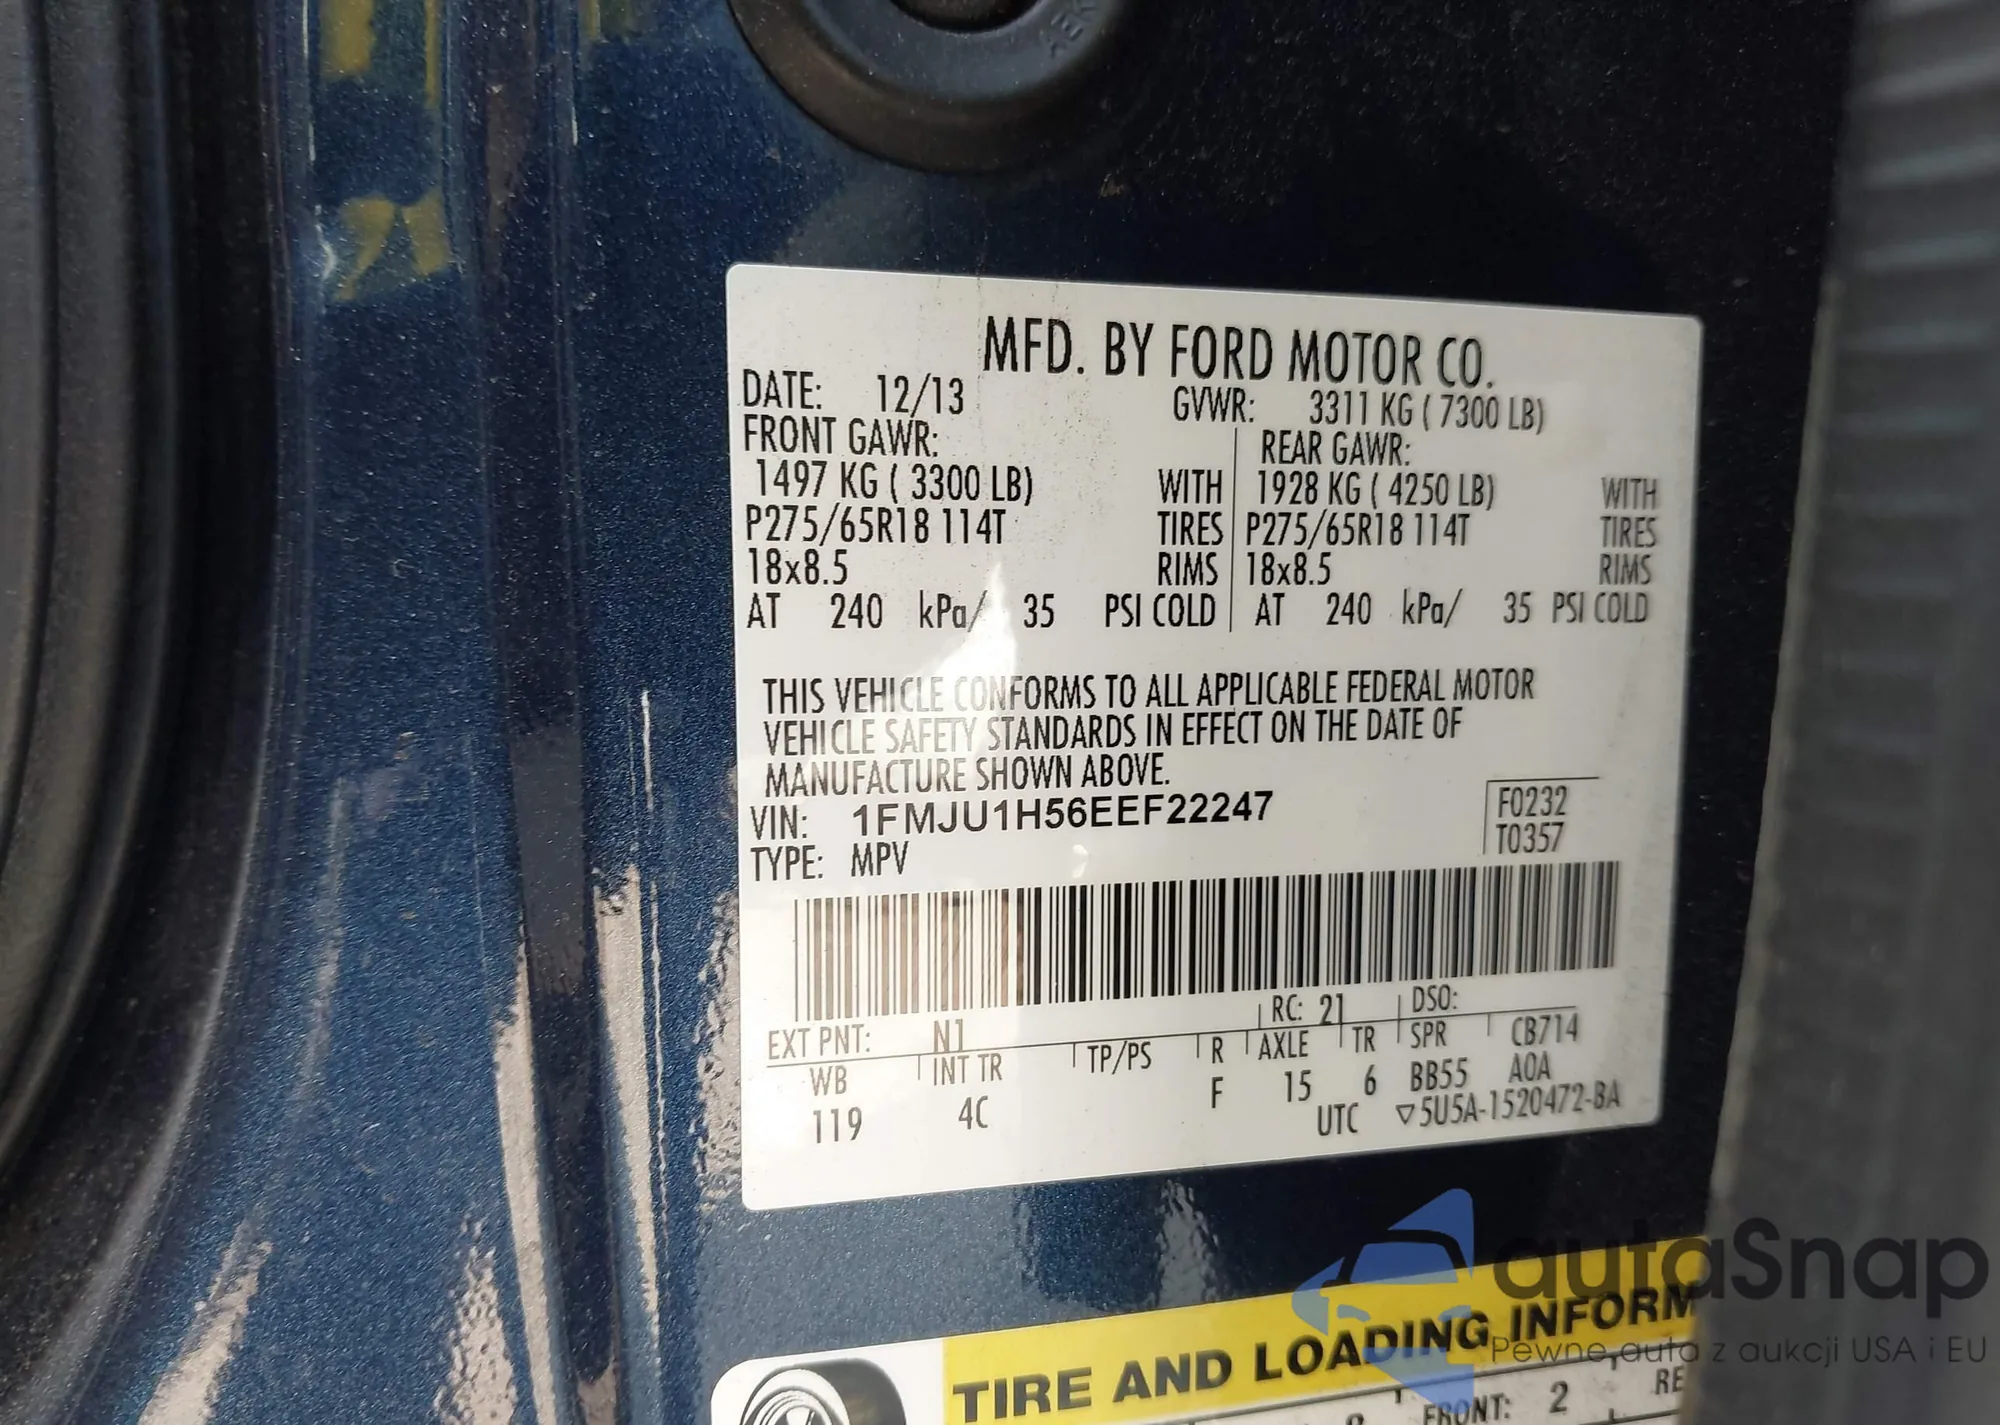 MFD. BY FORD MOTOR CO.
DATE: 12/13 GVWR: 3311 KG ( 7300 LB)
FRONT GAWR: REAR GAWR:
1497 KG ( 3300 LB) WITH 1928 KG ( 4250 LB) WITH
P275/65R18 114T TIRES P275/65R18 114T TIRES
18x8.5 RIMS 18x8.5 RIMS
AT 240 kPa/ 35 PSI COLD AT 240 kPa/ 35 PSI COLD
THIS VEHICLE CONFORMS TO ALL APPLICABLE FEDERAL MOTOR
VEHICLE SAFETY STANDARDS IN EFFECT ON THE DATE OF
MANUFACTURE SHOWN ABOVE.
VIN: 1FMJU1H56EEF22247 F0232
TYPE: MPV T0357
EXT PNT: N1 RC: 21 DSO:
WB INT TR TP/PS R AXLE TR SPR CB714
119 4C F 15 6 BB55 A0A
UTC ▽5U5A-1520472-BA
autaSnap
Pewne auta z aukcji USA i EU
TIRE AND LOADING INFORM
FRONT: 2 RE